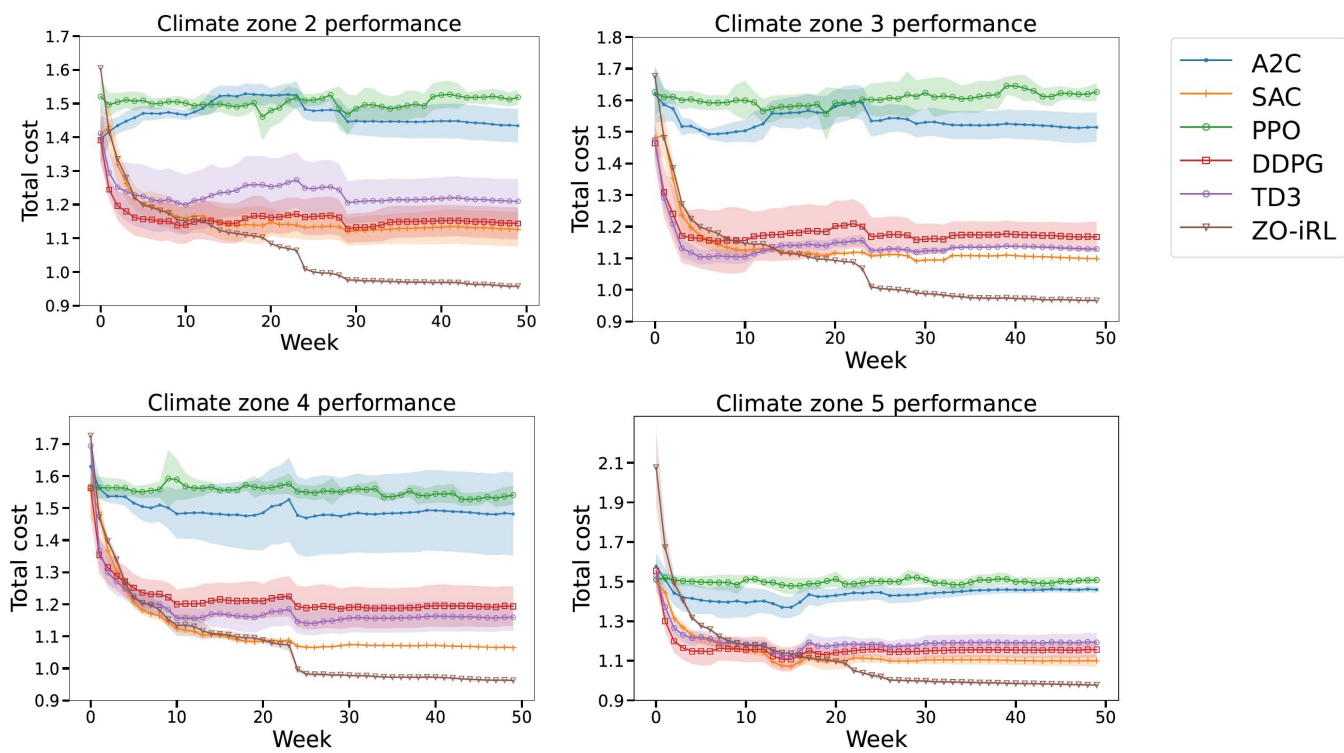 Climate zone 2 performance
1.7
1.6
1.5
1.4
1.3
1.2
1.1
1.0
0.9
Total cost
0 10 20 30 40 50
Week
Climate zone 3 performance
1.8
1.7
1.6
1.5
1.4
1.3
1.2
1.1
1.0
0.9
Total cost
0 10 20 30 40 50
Week
A2C
SAC
PPO
DDPG
TD3
ZO-iRL
Climate zone 4 performance
1.7
1.6
1.5
1.4
1.3
1.2
1.1
1.0
0.9
Total cost
0 10 20 30 40 50
Week
Climate zone 5 performance
2.1
1.9
1.7
1.5
1.3
1.1
0.9
Total cost
0 10 20 30 40 50
Week